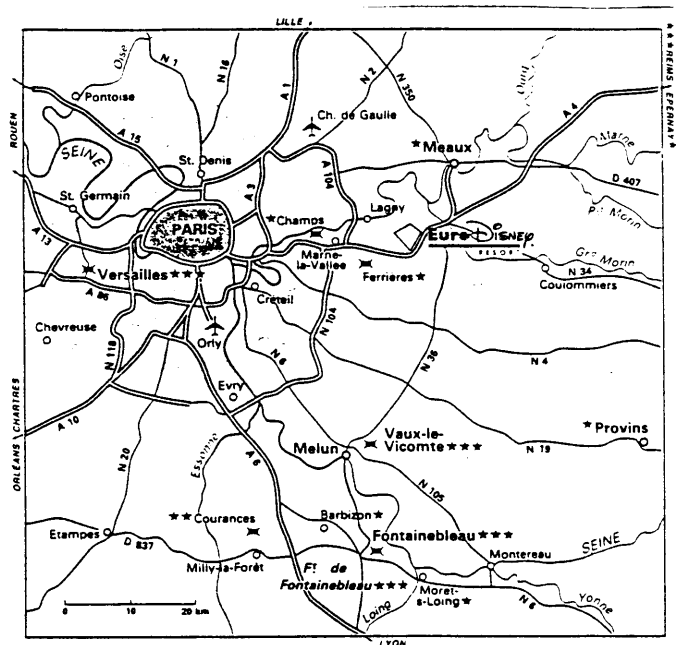 LILLE
★★★ REIMS \ EPERNAY ★
ROUEN
ORLÉANS \ CHARTRES
LYON
Oise
N 1
N 16
A 1
N 2
N 350
Ourcq
A 4
Pontoise
Ch. de Gaulle
A 15
SEINE
St. Denis
★Meaux
Marne
D 407
A 3
A 104
St. Germain
Lagny
Pt. Morin
PARIS
★Champs
EuroDisney
RESORT
A 13
Marne-
la-Vallee
Gra Morin
Versailles★★★
Ferrieres★
N 34
Coulommiers
A 86
Créteil
Chevreuse
Orly
N 104
N 118
N 6
N 36
N 4
Evry
A 10
Vaux-le-
Vicomte★★★
★Provins
N 20
Essonne
A 6
Melun
N 19
N 105
★★Courances
Barbizon★
Etampes
D 837
Fontainebleau★★★
SEINE
Montereau
Milly-la-Forêt
Ft. de
Fontainebleau★★★
Moret-
s-Loing★
Loing
N 6
Yonne
0 10 20 km